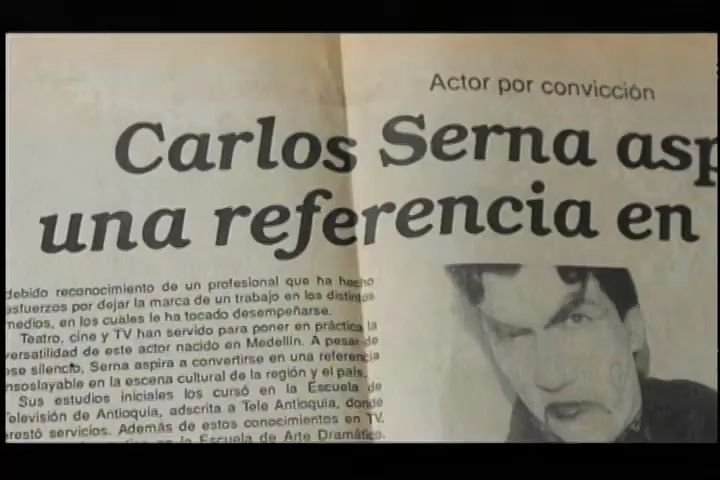 Actor por convicción
Carlos Serna asp
una referencia en
debido reconocimiento de un profesional que ha hecho
esfuerzos por dejar la marca de un trabajo en los distintos
medios, en los cuales le ha tocado desempeñarse.
Teatro, cine y TV han servido para poner en práctica la
versatilidad de este actor nacido en Medellín. A pesar de
ese silencio, Serna aspira a convertirse en una referencia
insoslayable en la escena cultural de la región y el país.
Sus estudios iniciales los cursó en la Escuela de
Televisión de Antioquia, adscrita a Tele Antioquia, donde
prestó servicios. Además de estos conocimientos en TV,
en la Escuela de Arte Dramático.